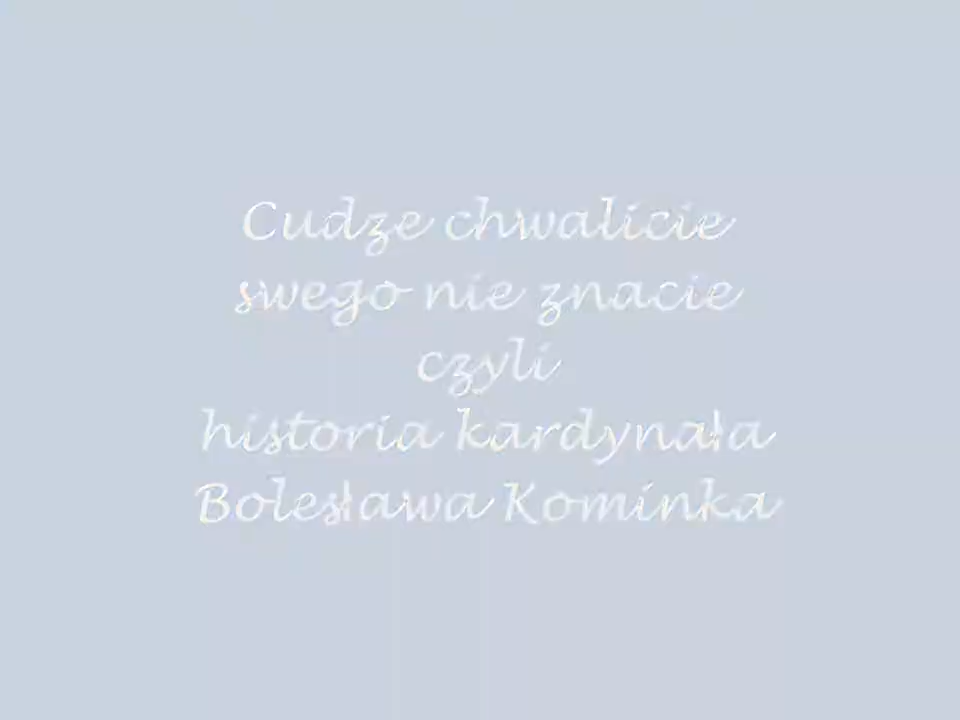 Cudze chwalicie
swego nie znacie
czyli
historia kardynała
Bolesława Kominka